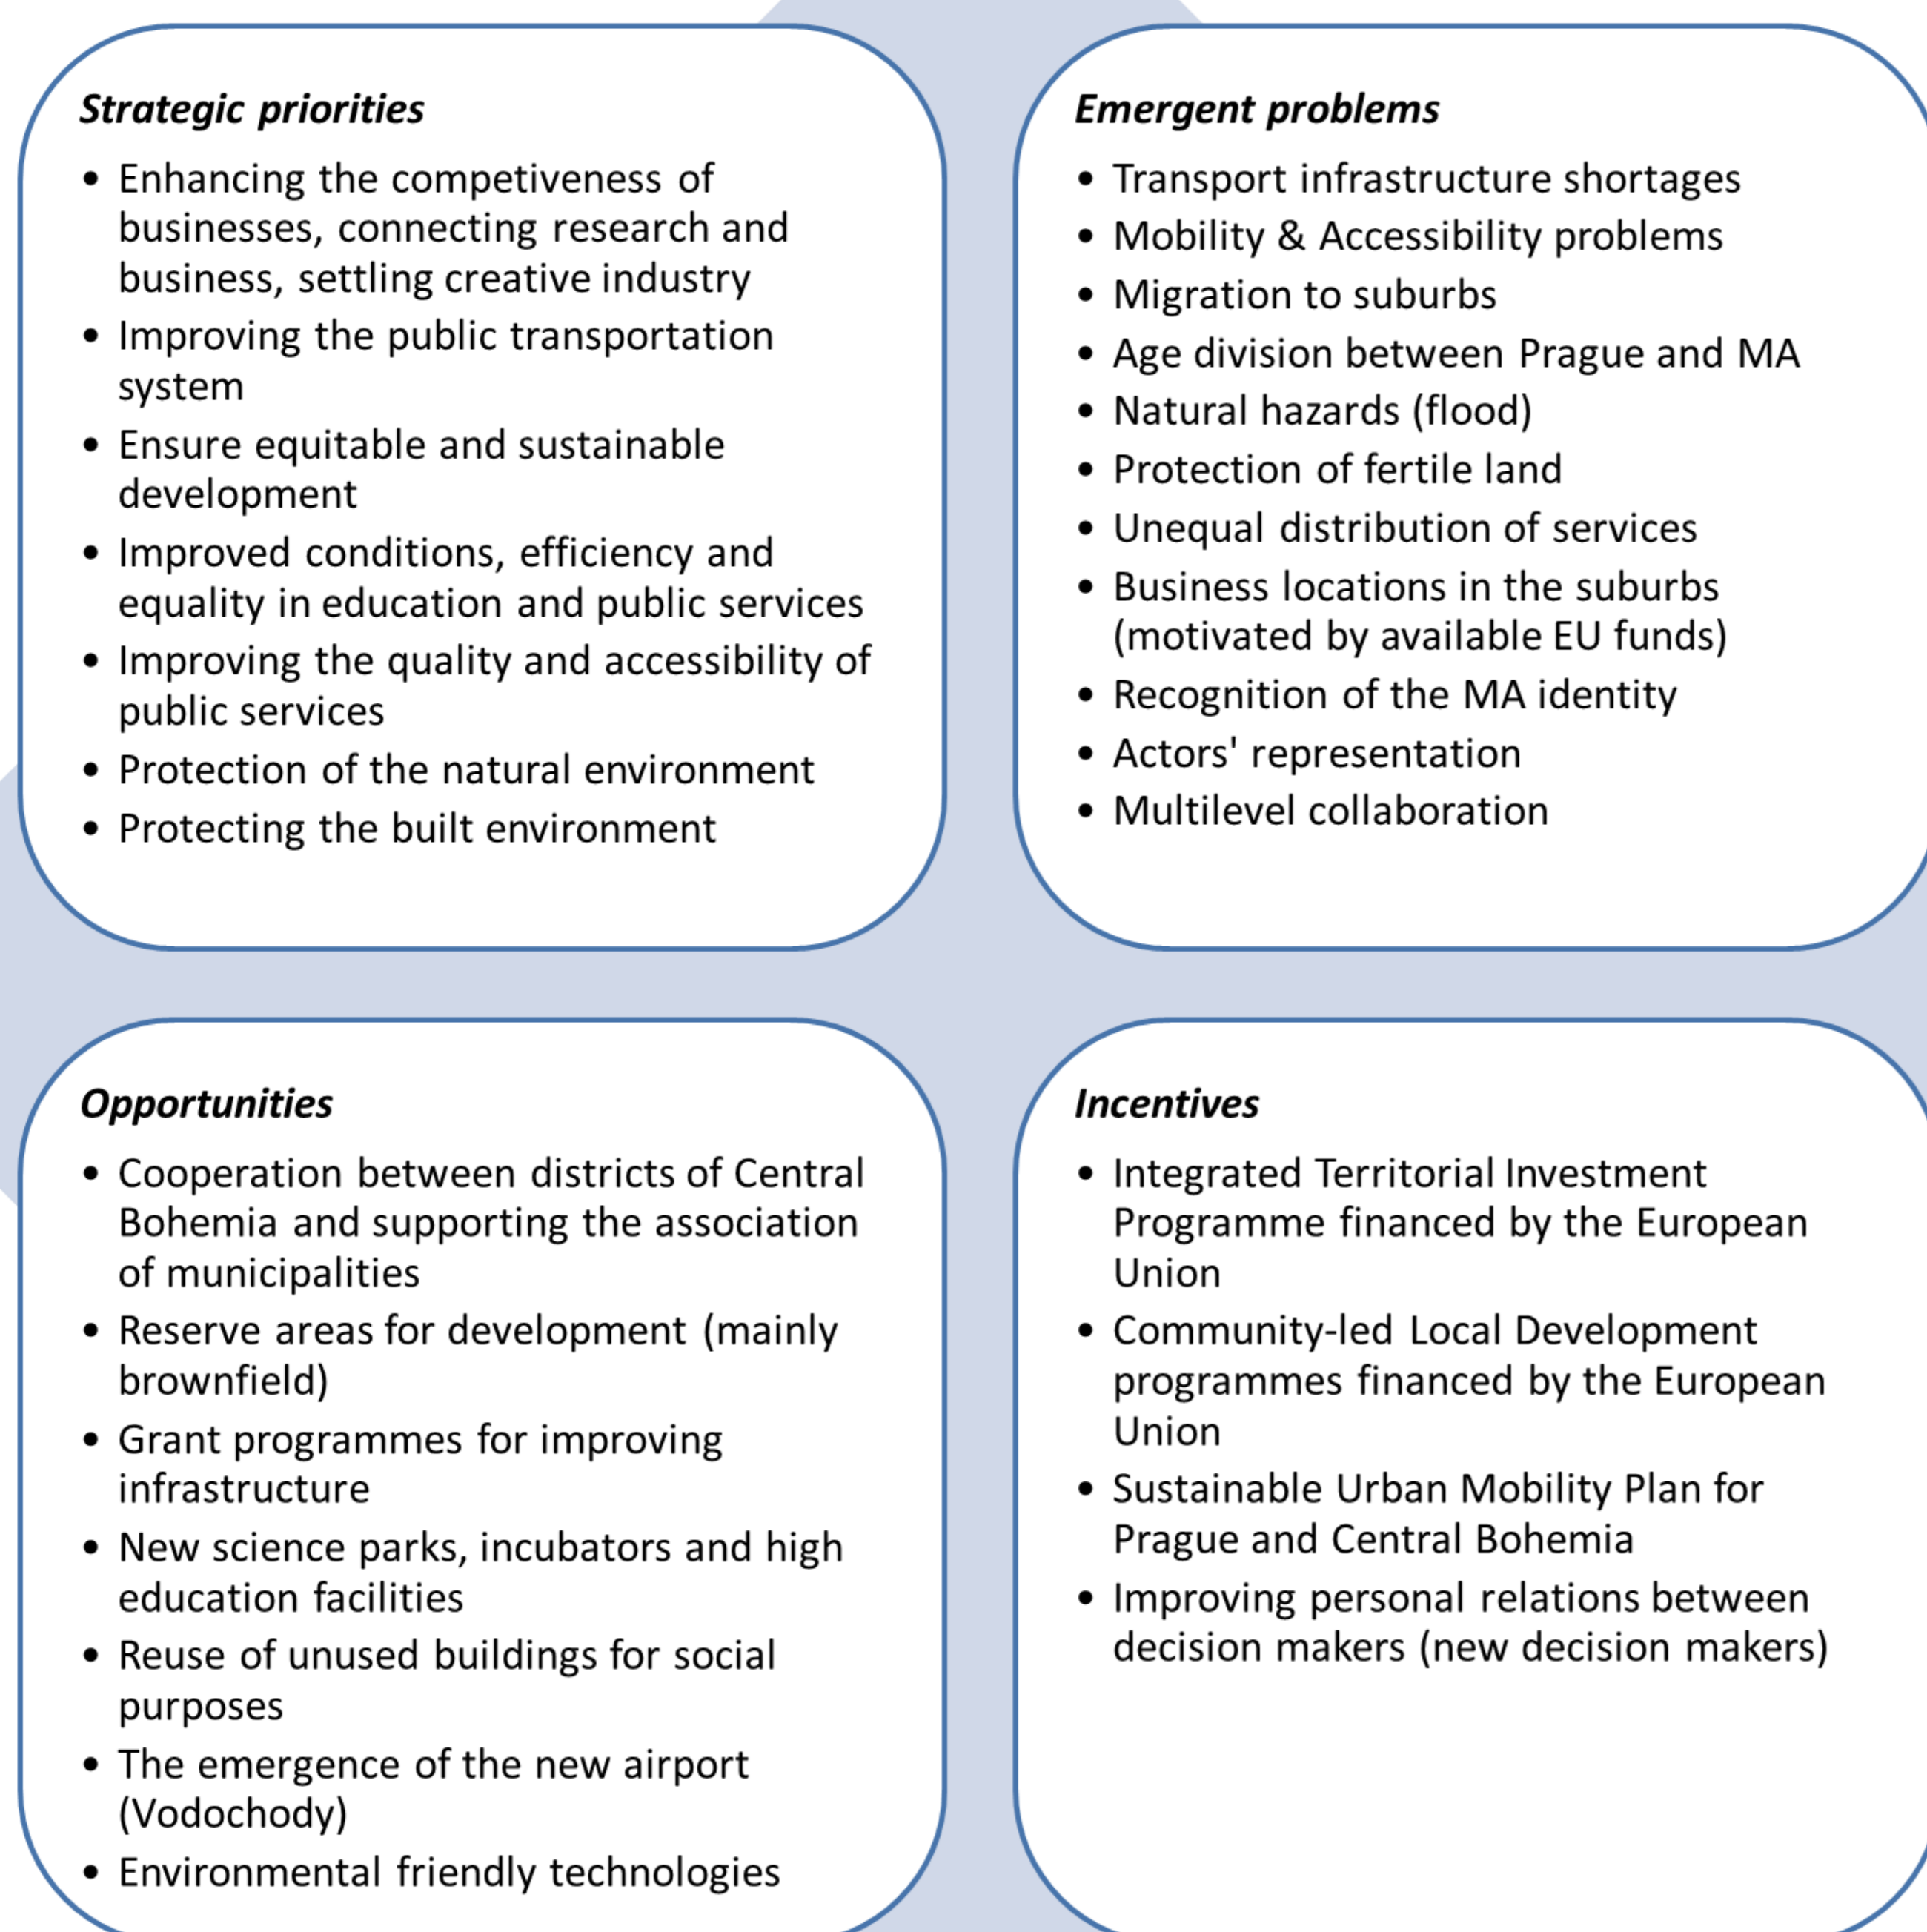 Strategic priorities
• Enhancing the competiveness of
businesses, connecting research and
business, settling creative industry
• Improving the public transportation
system
• Ensure equitable and sustainable
development
• Improved conditions, efficiency and
equality in education and public services
• Improving the quality and accessibility of
public services
• Protection of the natural environment
• Protecting the built environment
Emergent problems
• Transport infrastructure shortages
• Mobility & Accessibility problems
• Migration to suburbs
• Age division between Prague and MA
• Natural hazards (flood)
• Protection of fertile land
• Unequal distribution of services
• Business locations in the suburbs
(motivated by available EU funds)
• Recognition of the MA identity
• Actors' representation
• Multilevel collaboration
Opportunities
• Cooperation between districts of Central
Bohemia and supporting the association
of municipalities
• Reserve areas for development (mainly
brownfield)
• Grant programmes for improving
infrastructure
• New science parks, incubators and high
education facilities
• Reuse of unused buildings for social
purposes
• The emergence of the new airport
(Vodochody)
• Environmental friendly technologies
Incentives
• Integrated Territorial Investment
Programme financed by the European
Union
• Community-led Local Development
programmes financed by the European
Union
• Sustainable Urban Mobility Plan for
Prague and Central Bohemia
• Improving personal relations between
decision makers (new decision makers)